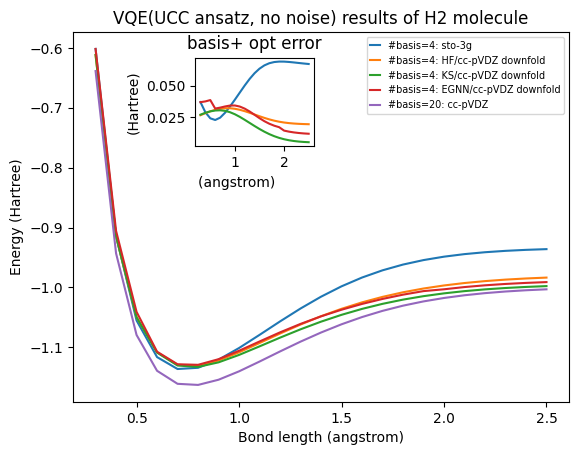 VQE(UCC ansatz, no noise) results of H2 molecule
basis+ opt error
(Hartree)
0.050
0.025
1
2
(angstrom)
#basis=4: sto-3g
#basis=4: HF/cc-pVDZ downfold
#basis=4: KS/cc-pVDZ downfold
#basis=4: EGNN/cc-pVDZ downfold
#basis=20: cc-pVDZ
Energy (Hartree)
−0.6
−0.7
−0.8
−0.9
−1.0
−1.1
0.5
1.0
1.5
2.0
2.5
Bond length (angstrom)